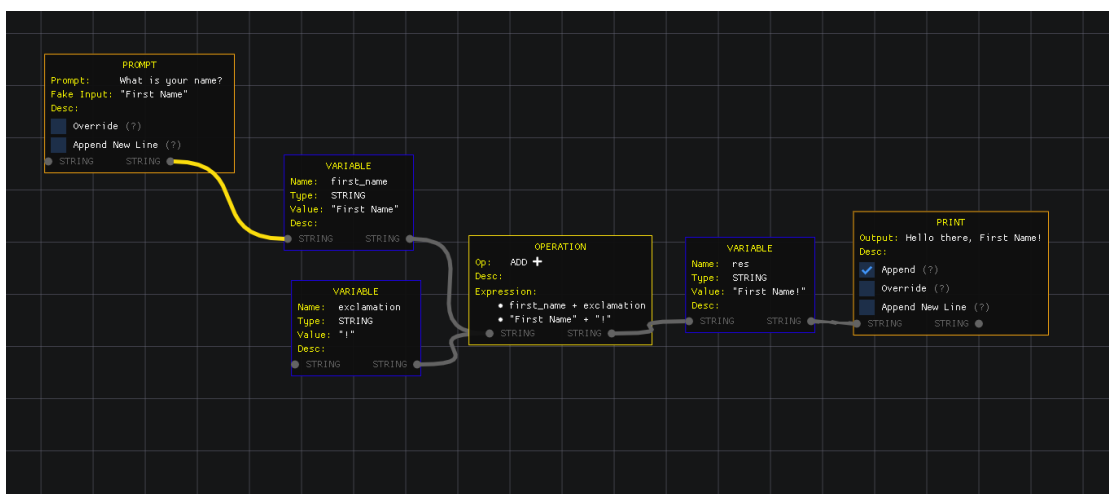 PROMPT
Prompt: What is your name?
Fake Input: "First Name"
Desc:
Override (?)
Append New Line (?)
STRING STRING
VARIABLE
Name: first_name
Type: STRING
Value: "First Name"
Desc:
STRING STRING
VARIABLE
Name: exclamation
Type: STRING
Value: "!"
Desc:
STRING STRING
OPERATION
Op: ADD +
Desc:
Expression:
• first_name + exclamation
• "First Name" + "!"
STRING STRING
VARIABLE
Name: res
Type: STRING
Value: "First Name!"
Desc:
STRING STRING
PRINT
Output: Hello there, First Name!
Desc:
Append (?)
Override (?)
Append New Line (?)
STRING STRING